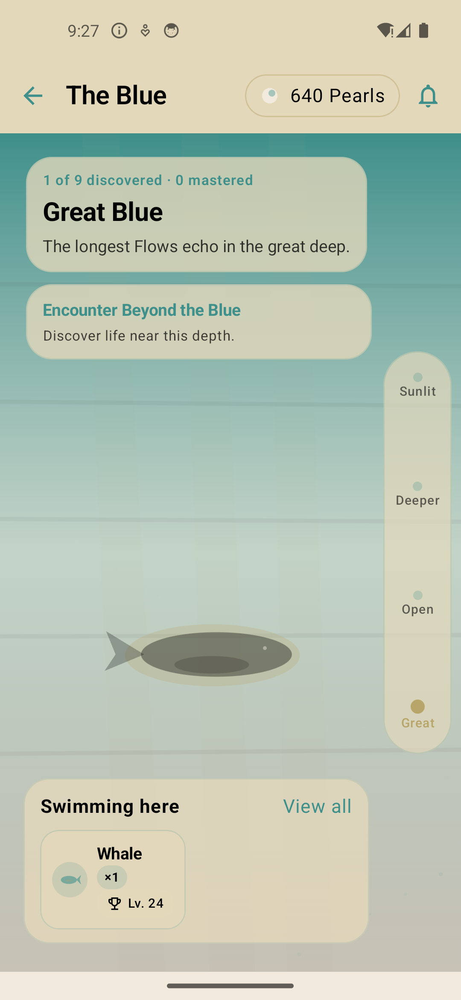 9:27
The Blue
640 Pearls
1 of 9 discovered · 0 mastered
Great Blue
The longest Flows echo in the great deep.
Encounter Beyond the Blue
Discover life near this depth.
Sunlit
Deeper
Open
Great
Swimming here
View all
Whale
×1
Lv. 24